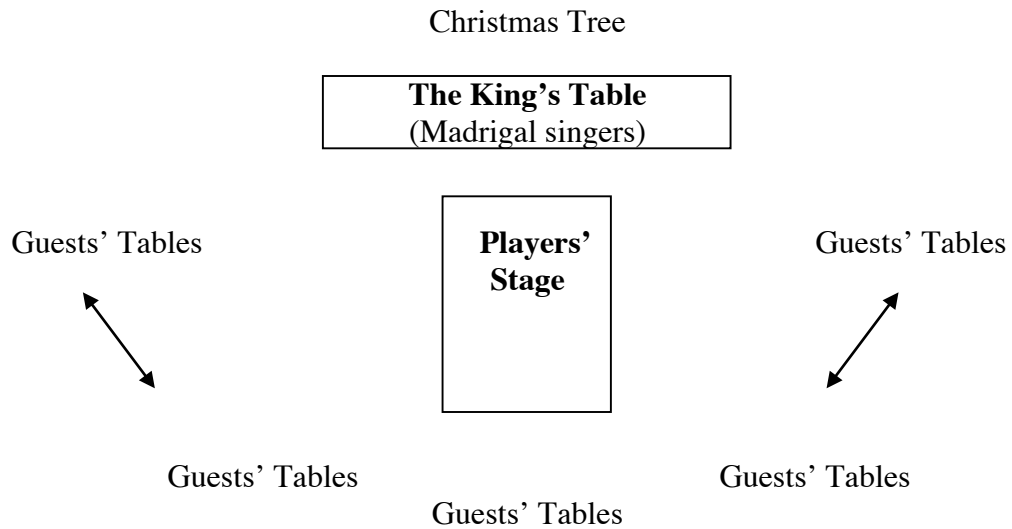 Christmas Tree
The King’s Table
(Madrigal singers)
Guests’ Tables
Players’
Stage
Guests’ Tables
Guests’ Tables
Guests’ Tables
Guests’ Tables